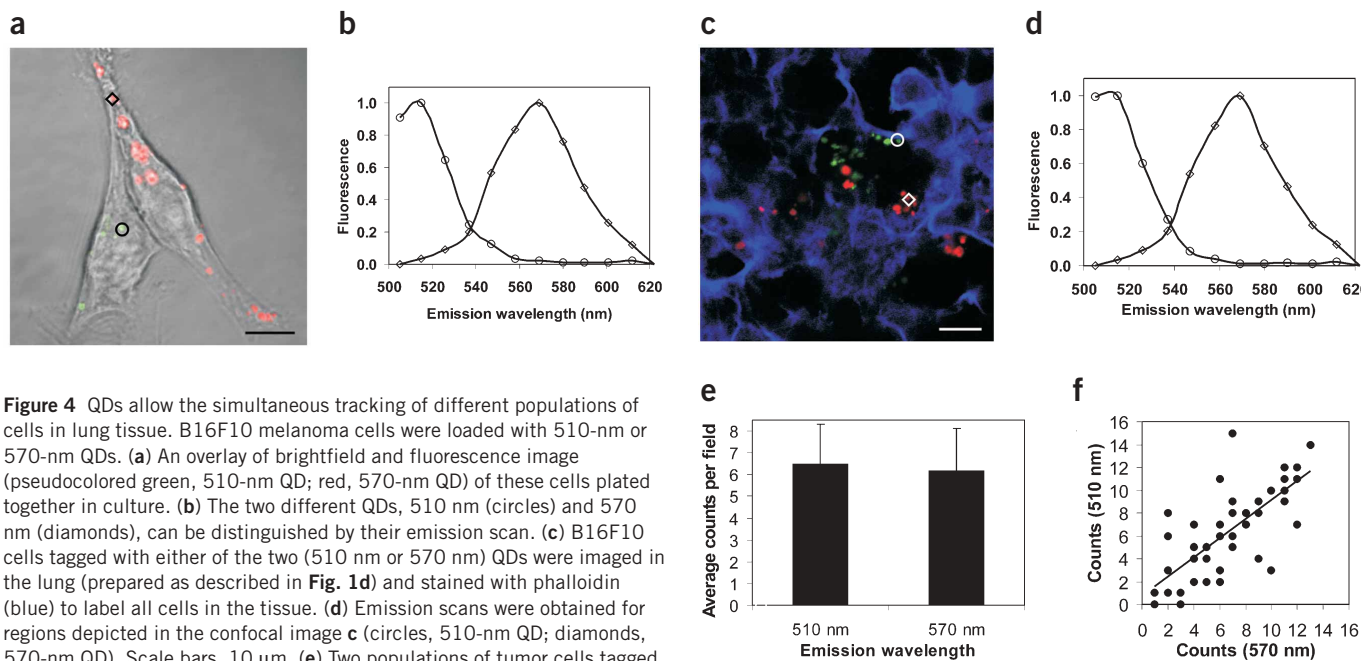 a
b
c
d
1.0
0.8
0.6
0.4
0.2
0.0
Fluorescence
500 520 540 560 580 600 620
Emission wavelength (nm)
1.0
0.8
0.6
0.4
0.2
0.0
Fluorescence
500 520 540 560 580 600 620
Emission wavelength (nm)
Figure 4 QDs allow the simultaneous tracking of different populations of
cells in lung tissue. B16F10 melanoma cells were loaded with 510-nm or
570-nm QDs. (a) An overlay of brightfield and fluorescence image
(pseudocolored green, 510-nm QD; red, 570-nm QD) of these cells plated
together in culture. (b) The two different QDs, 510 nm (circles) and 570
nm (diamonds), can be distinguished by their emission scan. (c) B16F10
cells tagged with either of the two (510 nm or 570 nm) QDs were imaged in
the lung (prepared as described in Fig. 1d) and stained with phalloidin
(blue) to label all cells in the tissue. (d) Emission scans were obtained for
regions depicted in the confocal image c (circles, 510-nm QD; diamonds,
570-nm QD). Scale bars, 10 µm. (e) Two populations of tumor cells tagged
e
8
7
6
5
4
3
2
1
0
Average counts per field
510 nm 570 nm
Emission wavelength
f
16
14
12
10
8
6
4
2
0
Counts (510 nm)
0 2 4 6 8 10 12 14 16
Counts (570 nm)